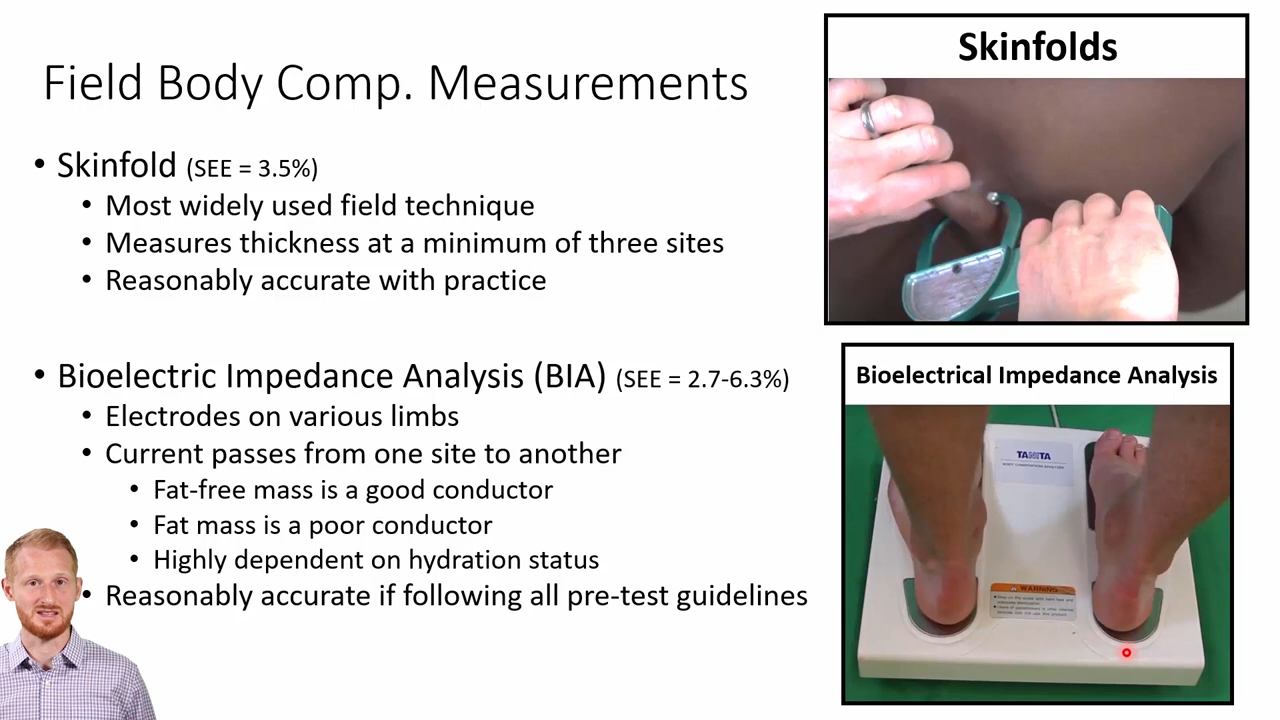 Field Body Comp. Measurements
• Skinfold (SEE = 3.5%)
• Most widely used field technique
• Measures thickness at a minimum of three sites
• Reasonably accurate with practice
• Bioelectric Impedance Analysis (BIA) (SEE = 2.7-6.3%)
• Electrodes on various limbs
• Current passes from one site to another
• Fat-free mass is a good conductor
• Fat mass is a poor conductor
• Highly dependent on hydration status
• Reasonably accurate if following all pre-test guidelines
Skinfolds
Bioelectrical Impedance Analysis
TANITA
BODY COMPOSITION ANALYZER
WARNING